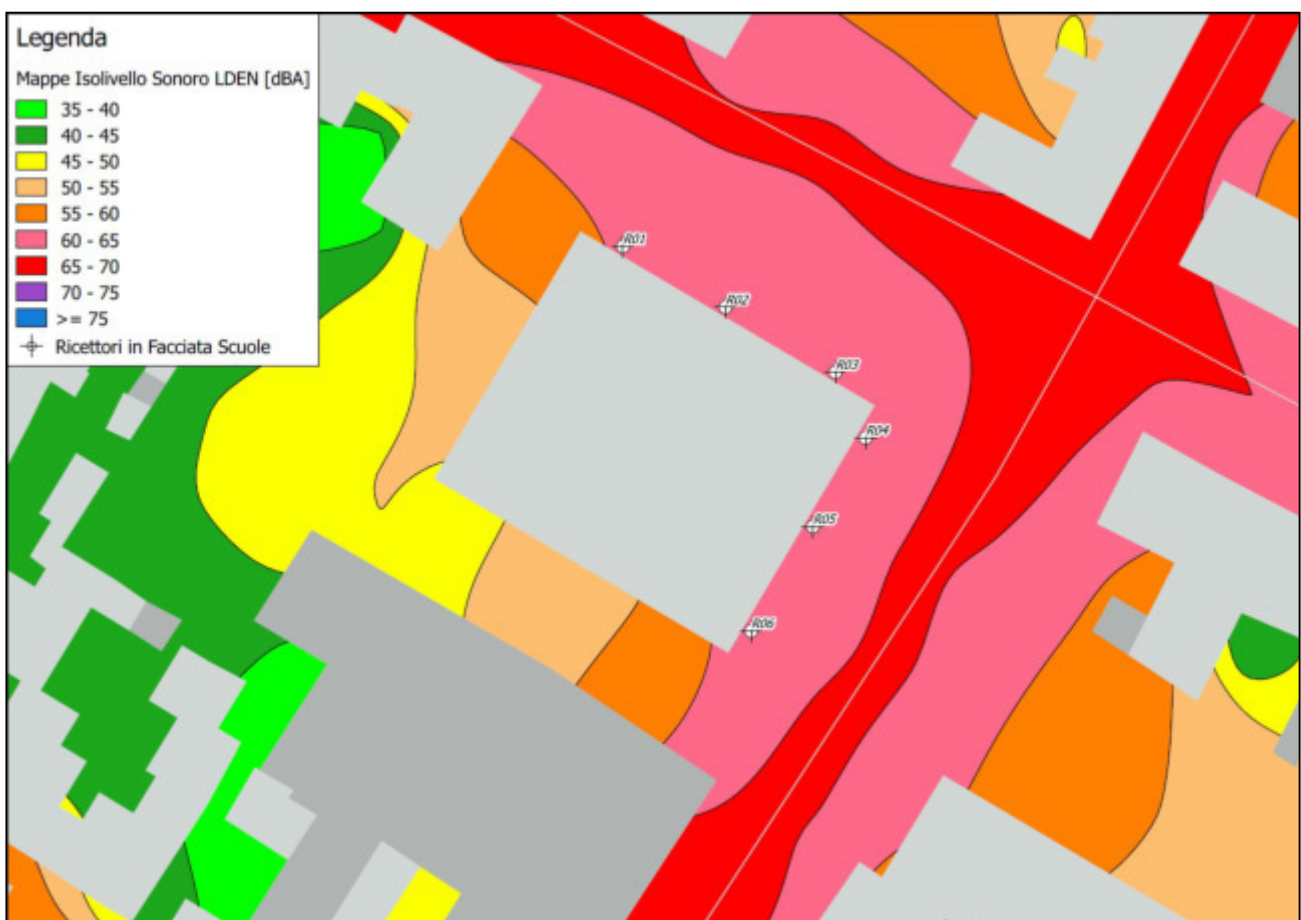 Legenda
Mappe Isolivello Sonoro LDEN [dBA]
35 - 40
40 - 45
45 - 50
50 - 55
55 - 60
60 - 65
65 - 70
70 - 75
>= 75
Ricettori in Facciata Scuole
R01
R02
R03
R04
R05
R06